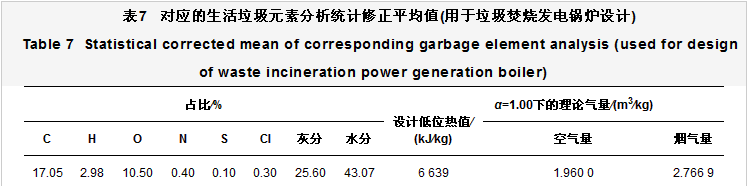 表7 对应的生活垃圾元素分析统计修正平均值(用于垃圾焚烧发电锅炉设计)
Table 7 Statistical corrected mean of corresponding garbage element analysis (used for design
of waste incineration power generation boiler)
占比/% 设计低位热值/(kJ/kg) α=1.00下的理论气量/(m³/kg)
C H O N S Cl 灰分 水分 空气量 烟气量
17.05 2.98 10.50 0.40 0.10 0.30 25.60 43.07 6 639 1.960 0 2.766 9